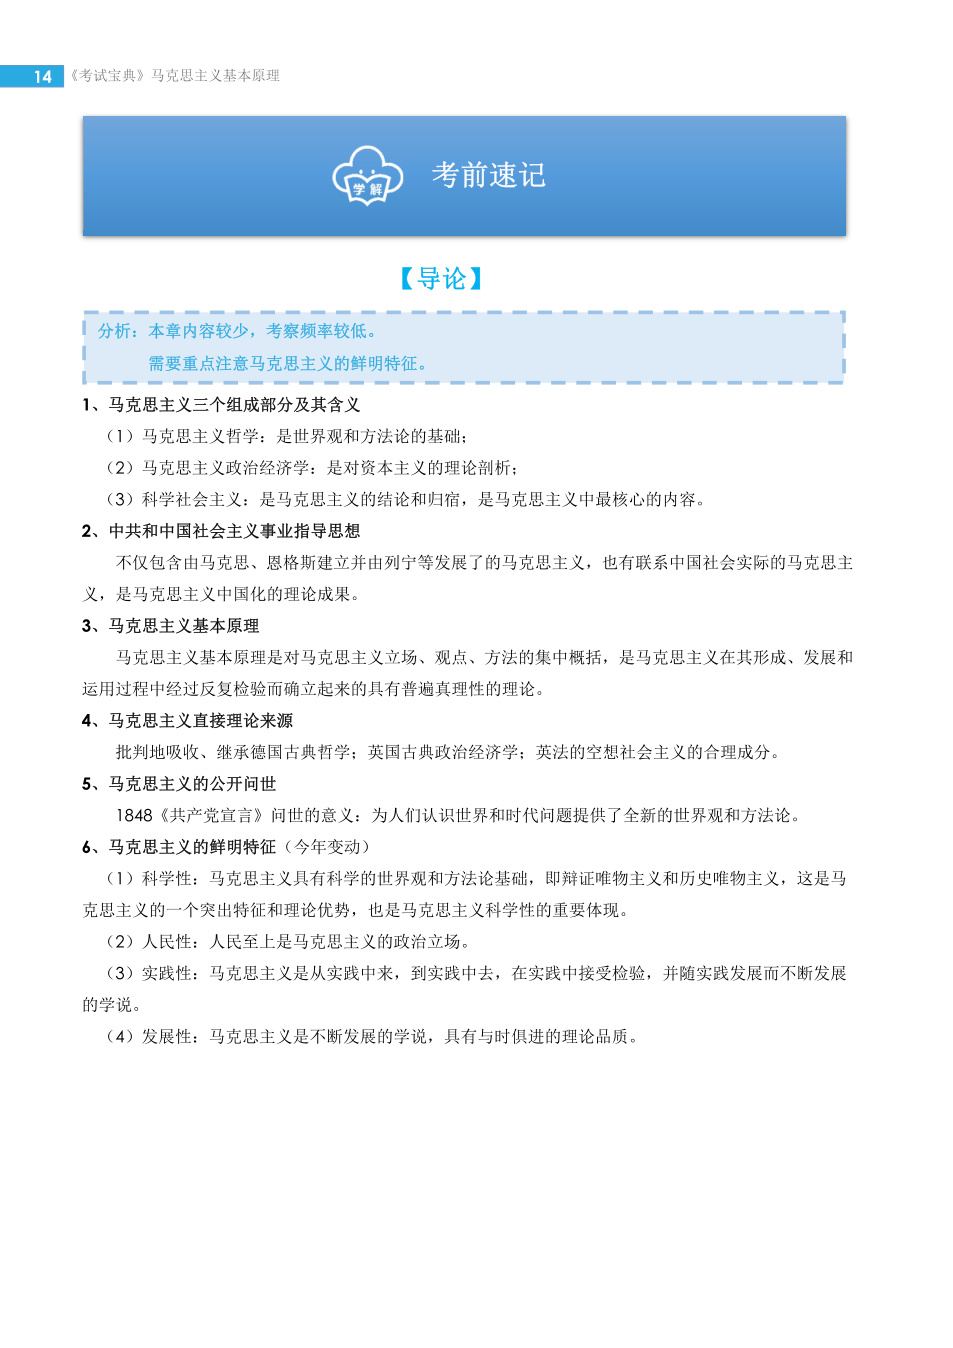 14 《考试宝典》马克思主义基本原理
学 解
考前速记
【导论】
分析：本章内容较少，考察频率较低。
需要重点注意马克思主义的鲜明特征。
1、马克思主义三个组成部分及其含义
（1）马克思主义哲学：是世界观和方法论的基础；
（2）马克思主义政治经济学：是对资本主义的理论剖析；
（3）科学社会主义：是马克思主义的结论和归宿，是马克思主义中最核心的内容。
2、中共和中国社会主义事业指导思想
不仅包含由马克思、恩格斯建立并由列宁等发展了的马克思主义，也有联系中国社会实际的马克思主
义，是马克思主义中国化的理论成果。
3、马克思主义基本原理
马克思主义基本原理是对马克思主义立场、观点、方法的集中概括，是马克思主义在其形成、发展和
运用过程中经过反复检验而确立起来的具有普遍真理性的理论。
4、马克思主义直接理论来源
批判地吸收、继承德国古典哲学；英国古典政治经济学；英法的空想社会主义的合理成分。
5、马克思主义的公开问世
1848《共产党宣言》问世的意义：为人们认识世界和时代问题提供了全新的世界观和方法论。
6、马克思主义的鲜明特征（今年变动）
（1）科学性：马克思主义具有科学的世界观和方法论基础，即辩证唯物主义和历史唯物主义，这是马
克思主义的一个突出特征和理论优势，也是马克思主义科学性的重要体现。
（2）人民性：人民至上是马克思主义的政治立场。
（3）实践性：马克思主义是从实践中来，到实践中去，在实践中接受检验，并随实践发展而不断发展
的学说。
（4）发展性：马克思主义是不断发展的学说，具有与时俱进的理论品质。